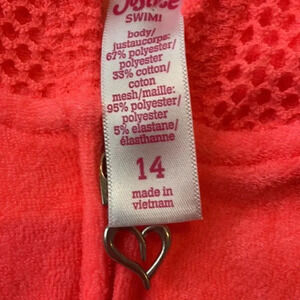 Justice
SWIM!
body/
justaucorps:
67% polyester/
polyester
33% cotton/
coton
mesh/maille:
95% polyester/
polyester
5% elastane/
élasthanne
14
made in
vietnam